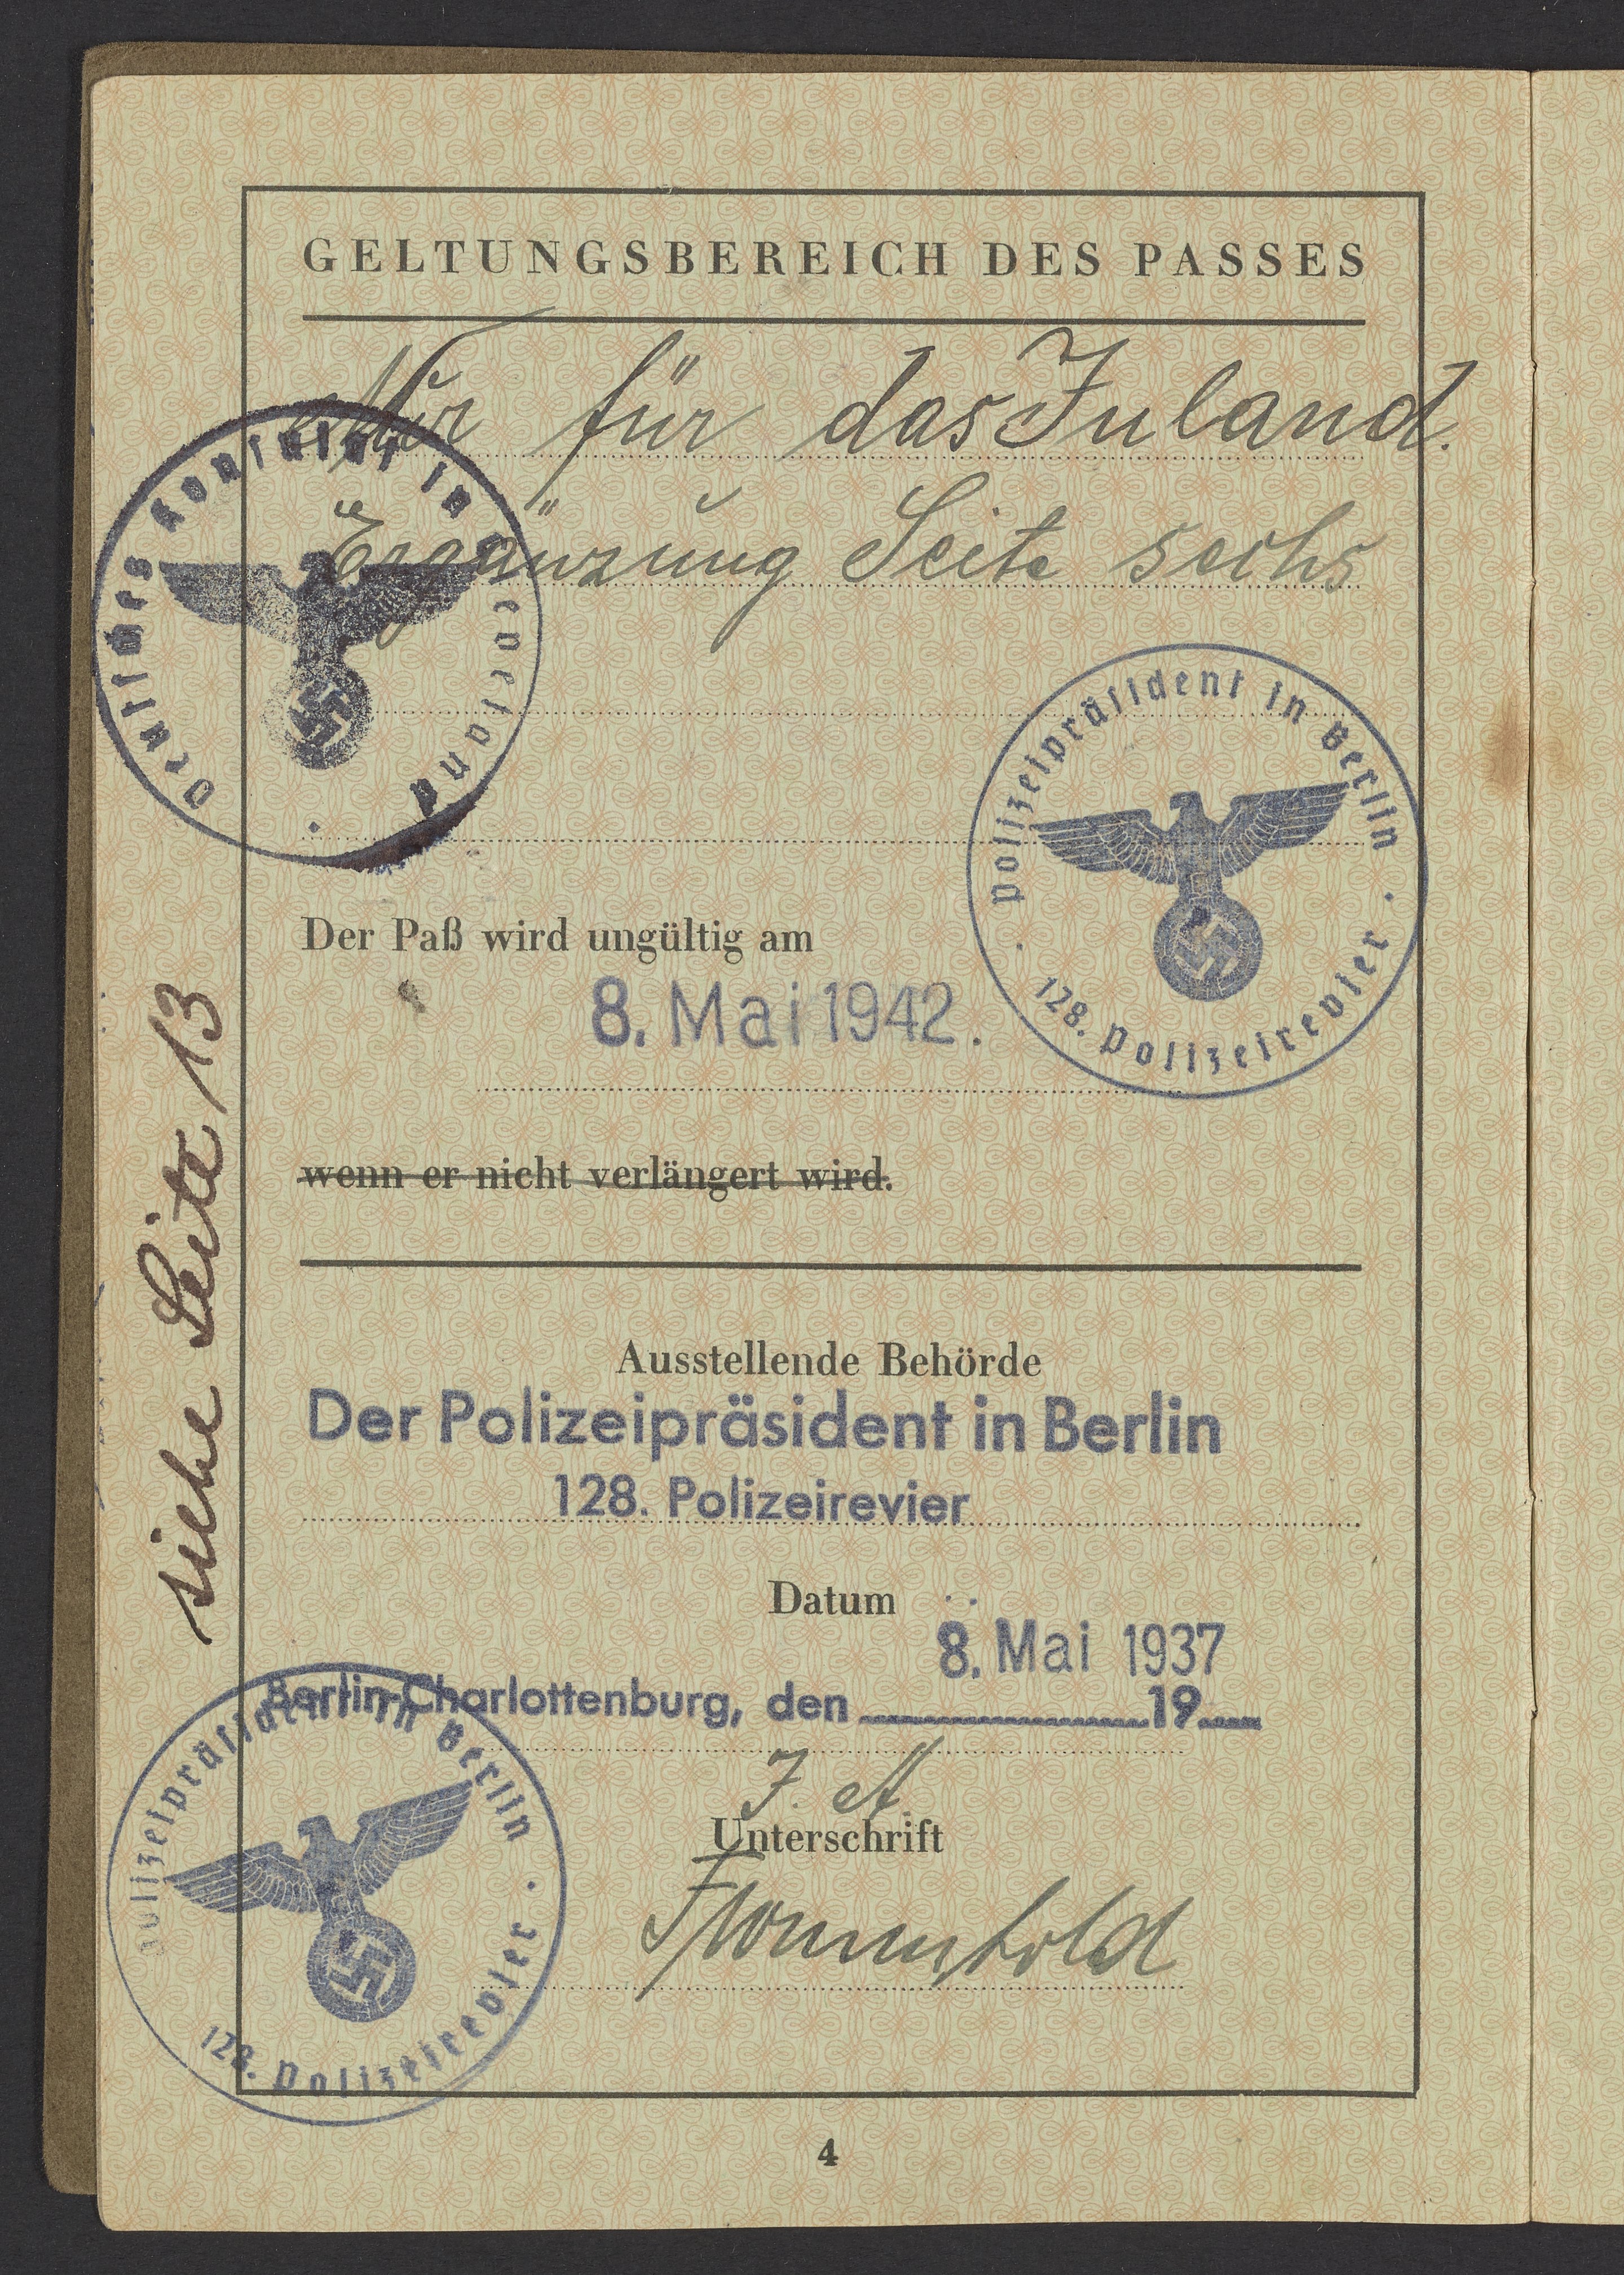 GELTUNGSBEREICH DES PASSES
Nur für das Inland.
Ergänzung Seite sechs
Deutsches Konsulat in Portland
Polizeipräsident in Berlin
128. Polizeirevier
Der Paß wird ungültig am
8. Mai 1942.
wenn er nicht verlängert wird.
siehe Seite 13
Ausstellende Behörde
Der Polizeipräsident in Berlin
128. Polizeirevier
Datum
8. Mai 1937
Berlin-Charlottenburg, den 19
J. A.
Unterschrift
Polizeipräsident in Berlin
128. Polizeirevier
4